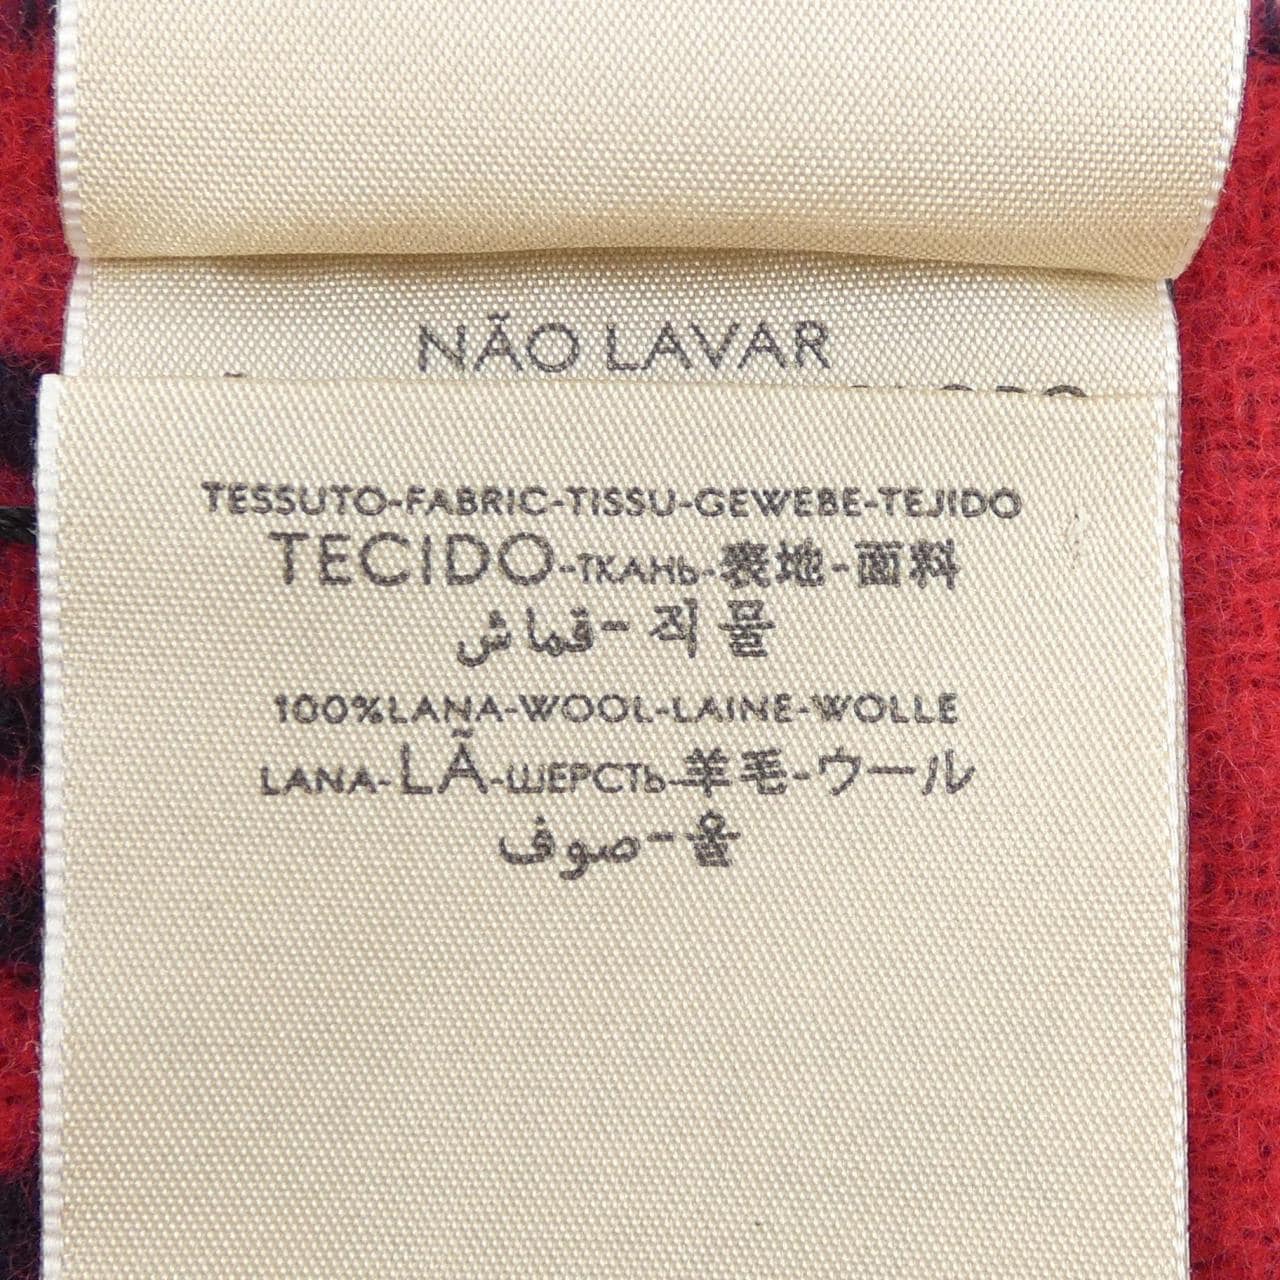 NÃO LAVAR
TESSUTO-FABRIC-TISSU-GEWEBE-TEJIDO
TECIDO-ТКАНЬ-表地-面料
قماش-직물
100%LANA-WOOL-LAINE-WOLLE
LANA-LÃ-ШЕРСТЬ-羊毛-ウール
صوف-울